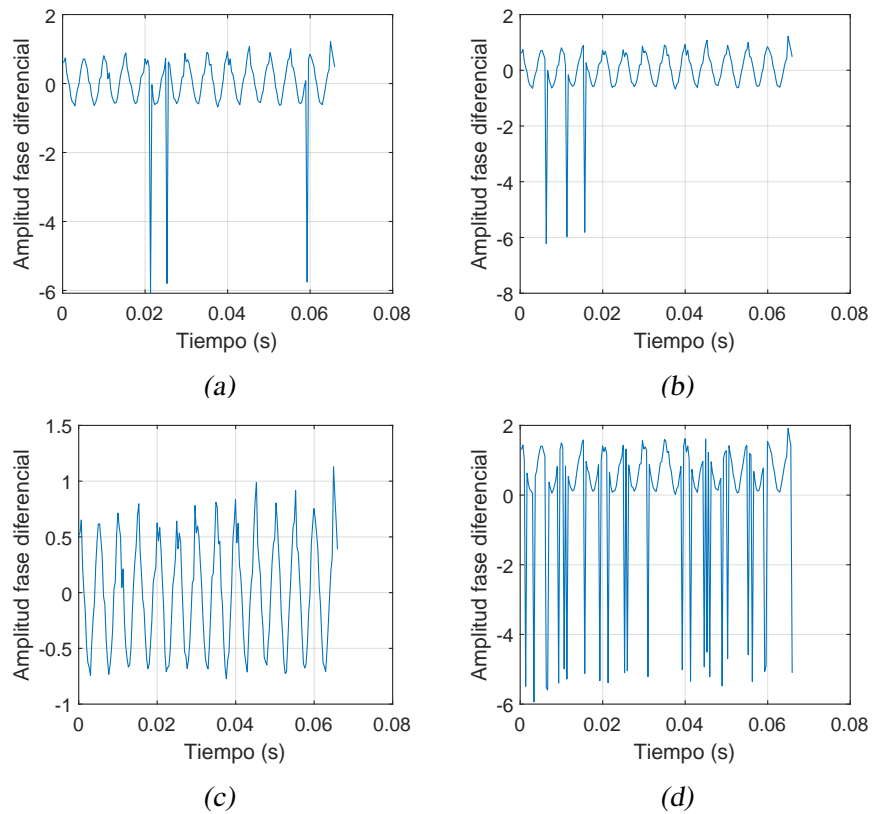 2
0
-2
-4
-6
0 0.02 0.04 0.06 0.08
Amplitud fase diferencial
Tiempo (s)
(a)
2
0
-2
-4
-6
-8
0 0.02 0.04 0.06 0.08
Amplitud fase diferencial
Tiempo (s)
(b)
1.5
1
0.5
0
-0.5
-1
0 0.02 0.04 0.06 0.08
Amplitud fase diferencial
Tiempo (s)
(c)
2
0
-2
-4
-6
0 0.02 0.04 0.06 0.08
Amplitud fase diferencial
Tiempo (s)
(d)